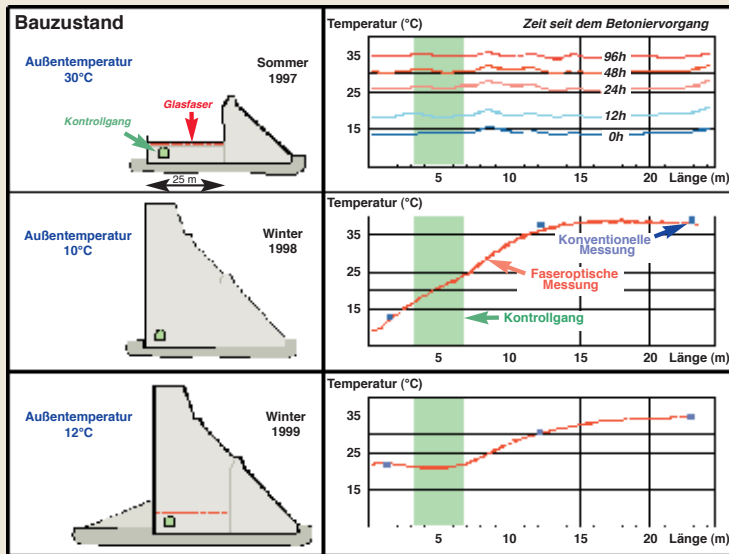 Bauzustand
Außentemperatur
30°C
Sommer
1997
Glasfaser
Kontrollgang
25 m
Temperatur (°C)
Zeit seit dem Betoniervorgang
35
25
15
96h
48h
24h
12h
0h
5 10 15 20 Länge (m)
Außentemperatur
10°C
Winter
1998
Temperatur (°C)
35
25
15
Konventionelle
Messung
Faseroptische
Messung
Kontrollgang
5 10 15 20 Länge (m)
Außentemperatur
12°C
Winter
1999
Temperatur (°C)
35
25
15
5 10 15 20 Länge (m)